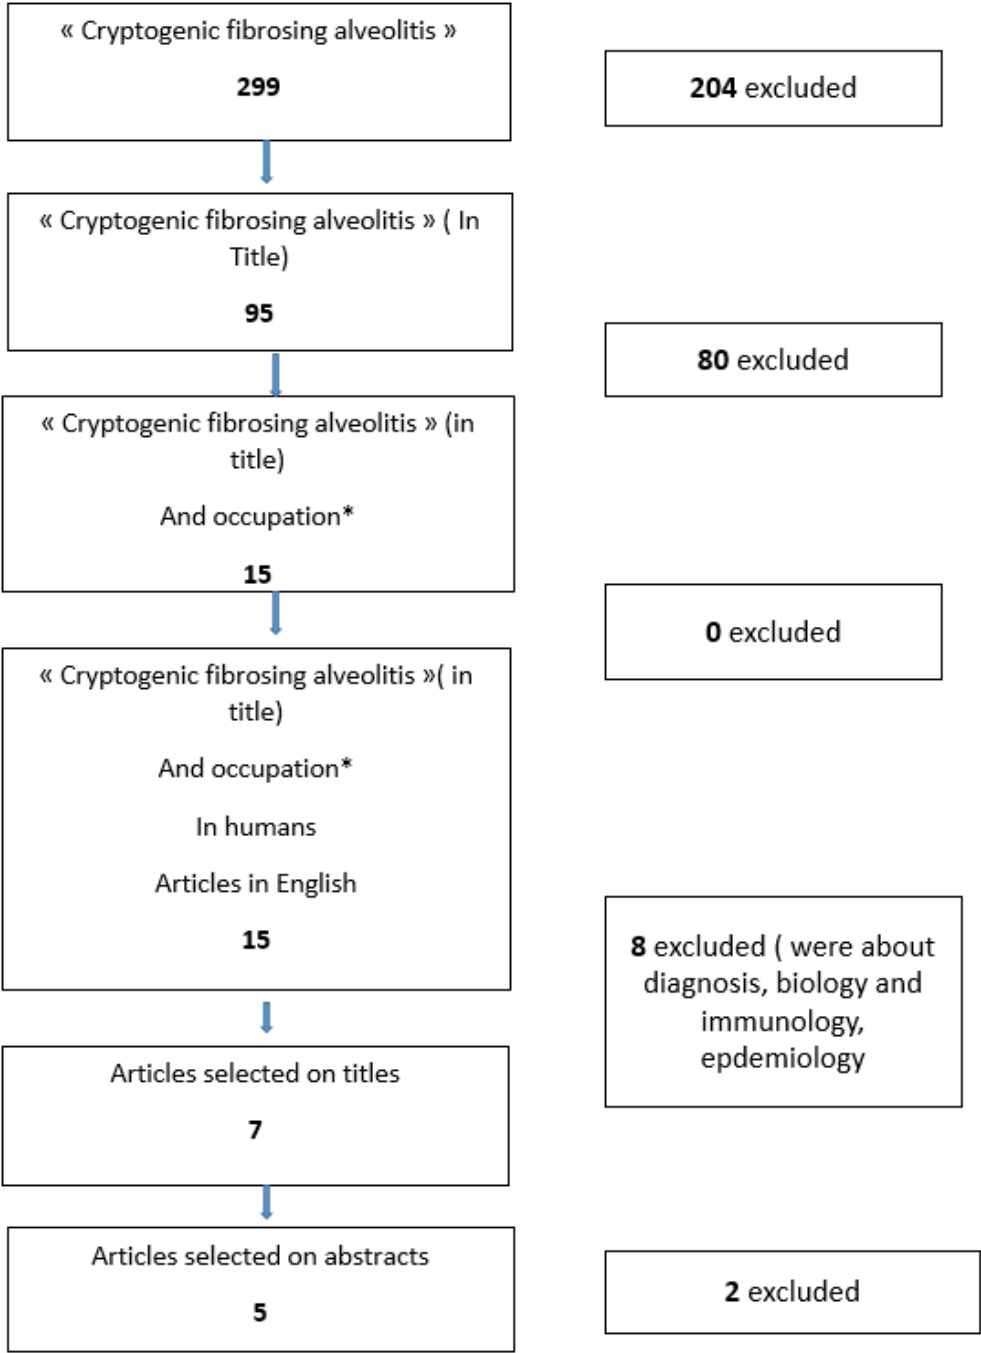 « Cryptogenic fibrosing alveolitis »
299
204 excluded
« Cryptogenic fibrosing alveolitis » ( In
Title)
95
80 excluded
« Cryptogenic fibrosing alveolitis » (in
title)
And occupation*
15
0 excluded
« Cryptogenic fibrosing alveolitis »( in
title)
And occupation*
In humans
Articles in English
15
8 excluded ( were about
diagnosis, biology and
immunology,
epdemiology
Articles selected on titles
7
Articles selected on abstracts
5
2 excluded